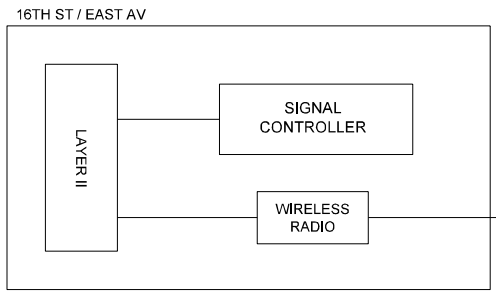 16TH ST / EAST AV
LAYER II
SIGNAL
CONTROLLER
WIRELESS
RADIO